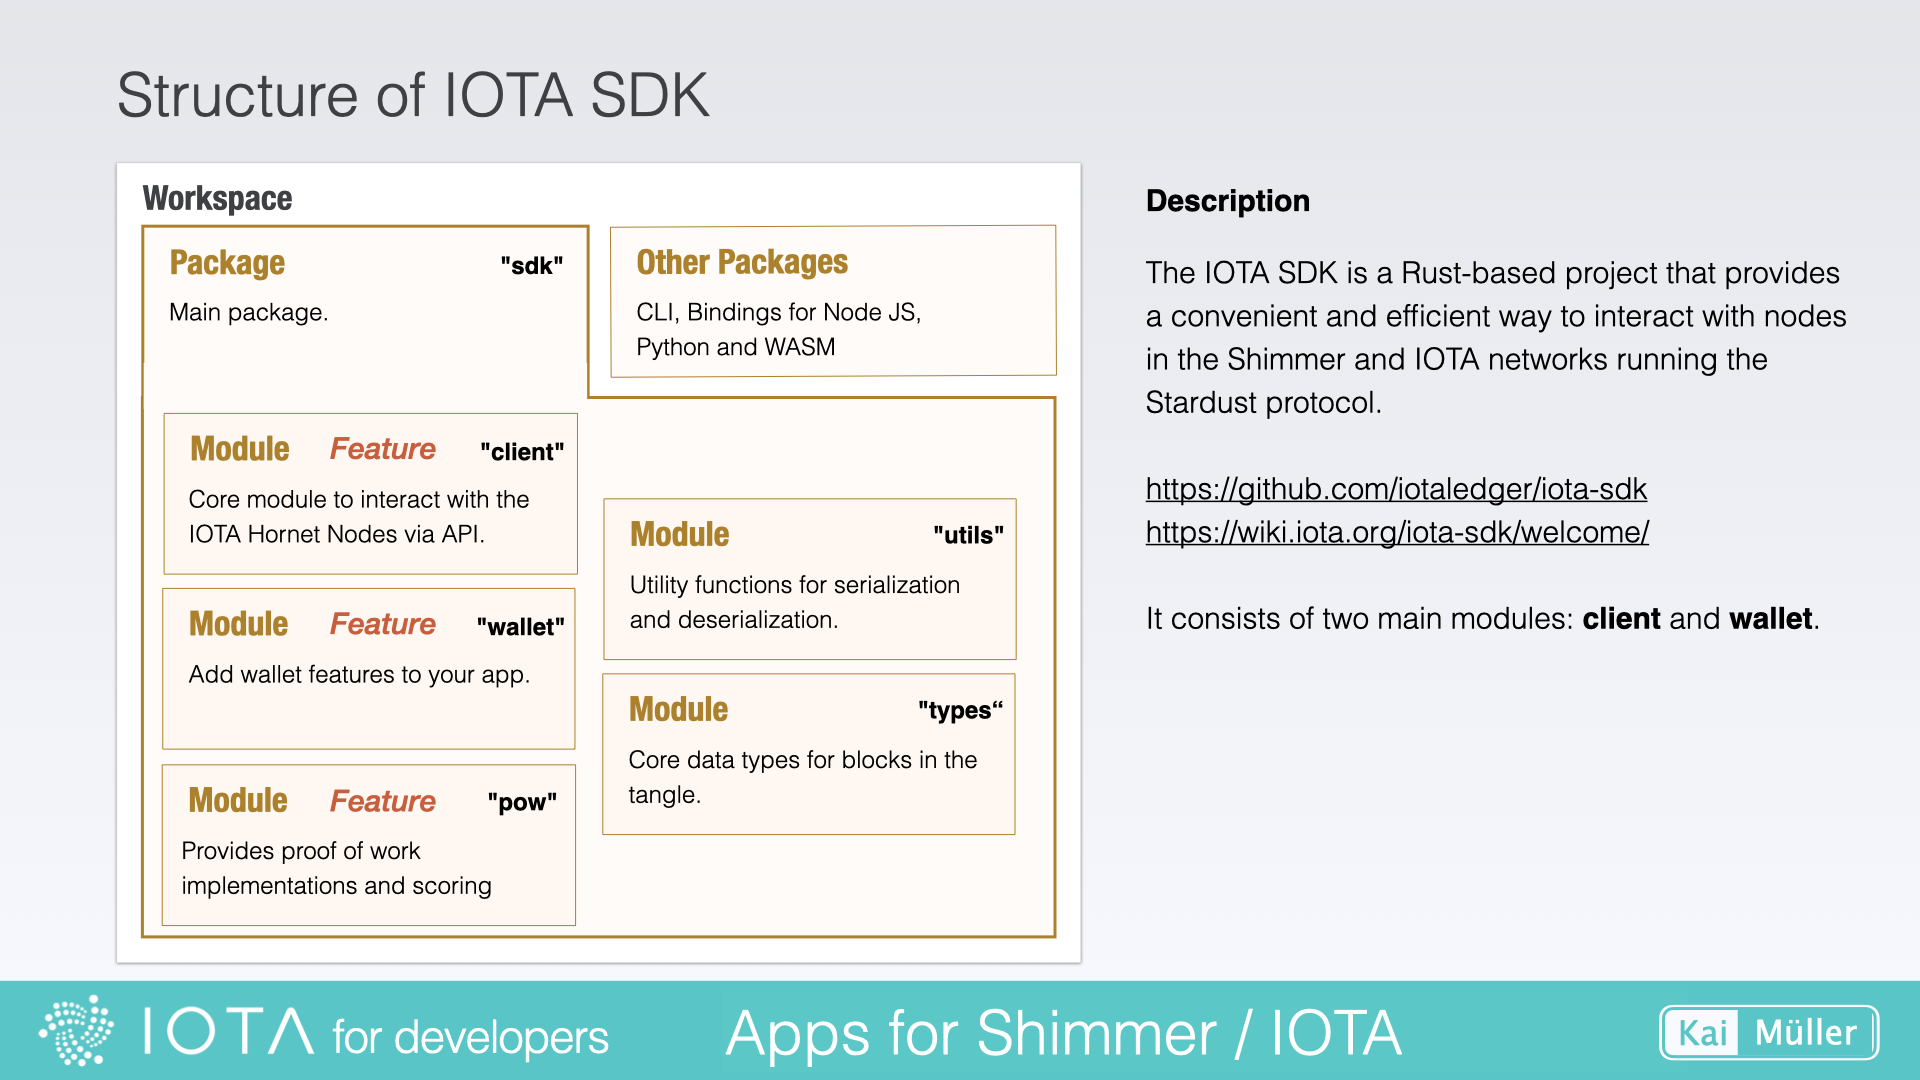 Structure of IOTA SDK
Workspace
Package "sdk"
Main package.
Other Packages
CLI, Bindings for Node JS,
Python and WASM
Module Feature "client"
Core module to interact with the
IOTA Hornet Nodes via API.
Module Feature "wallet"
Add wallet features to your app.
Module Feature "pow"
Provides proof of work
implementations and scoring
Module "utils"
Utility functions for serialization
and deserialization.
Module "types“
Core data types for blocks in the
tangle.
Description
The IOTA SDK is a Rust-based project that provides
a convenient and efficient way to interact with nodes
in the Shimmer and IOTA networks running the
Stardust protocol.
https://github.com/iotaledger/iota-sdk
https://wiki.iota.org/iota-sdk/welcome/
It consists of two main modules: client and wallet.
IOTA for developers
Apps for Shimmer / IOTA
Kai Müller